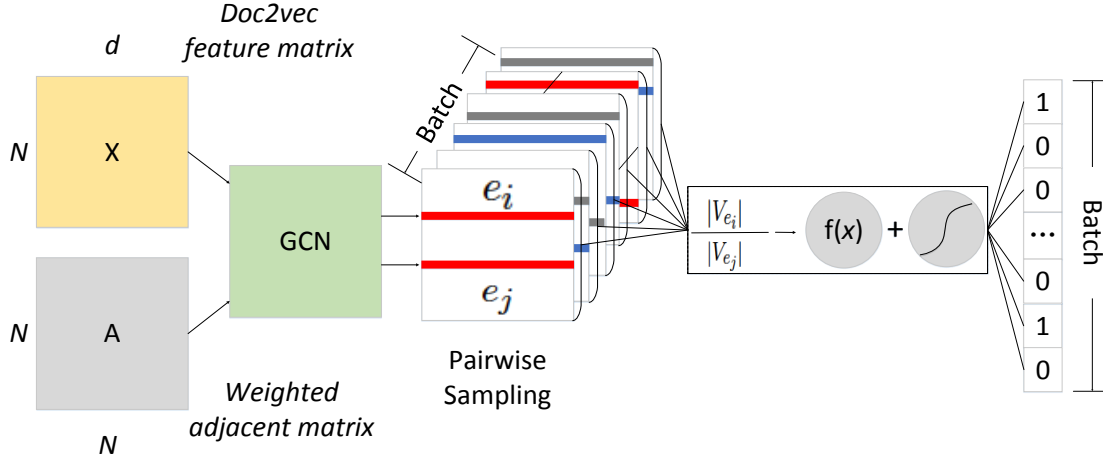 Doc2vec
feature matrix
d
N
X
GCN
N
A
N
Weighted
adjacent matrix
Batch
e_i
e_j
Pairwise
Sampling
|V_{e_i}|
|V_{e_j}|
f(x)
+
1
0
0
...
0
1
0
Batch